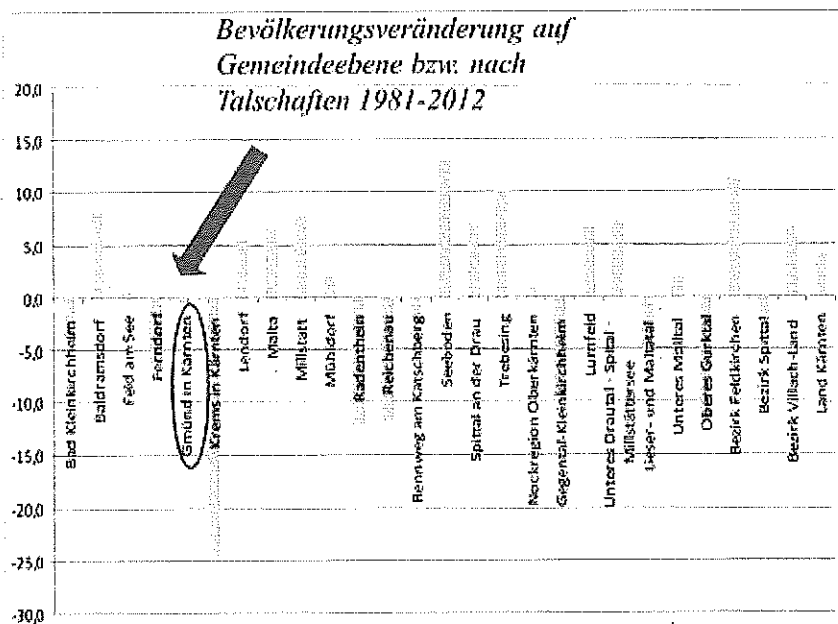 Bevölkerungsveränderung auf
Gemeindeebene bzw. nach
Talschaften 1981-2012
20,0
15,0
10,0
5,0
0,0
-5,0
-10,0
-15,0
-20,0
-25,0
-30,0
Bad Kleinkirchheim
Baldramsdorf
Feld am See
Ferndorf
Gmünd in Kärnten
Krems in Kärnten
Lendorf
Malta
Millstatt
Mühldorf
Radenthein
Reichenau
Rennweg am Katschberg
Seeboden
Spittal an der Drau
Trebesing
Nockregion Oberkärnten
Gegental-Kleinkirchheim
Lurnfeld
Unteres Drautal - Spital -
Millstättersee
Lieser- und Maltatal
Unteres Mölltal
Oberes Gurktal
Bezirk Feldkirchen
Bezirk Spittal
Bezirk Villach-Land
Land Kärnten